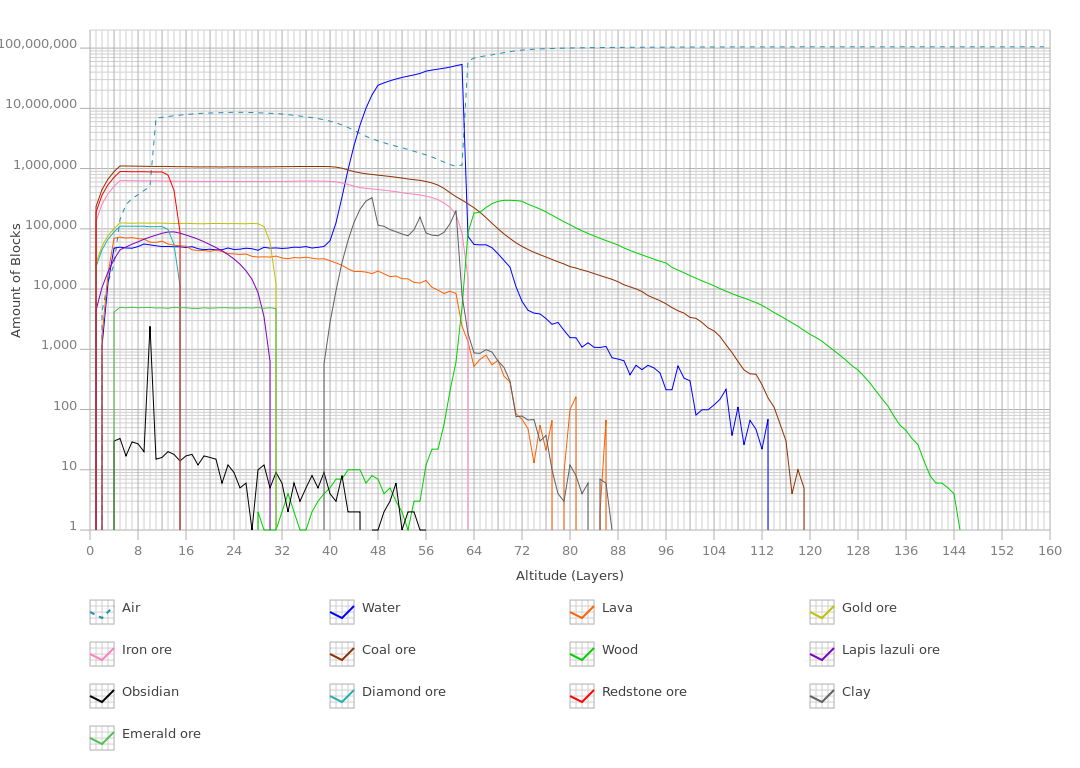 100,000,000
10,000,000
1,000,000
100,000
10,000
1,000
100
10
1
Amount of Blocks
0 8 16 24 32 40 48 56 64 72 80 88 96 104 112 120 128 136 144 152 160
Altitude (Layers)
Air Water Lava Gold ore
Iron ore Coal ore Wood Lapis lazuli ore
Obsidian Diamond ore Redstone ore Clay
Emerald ore